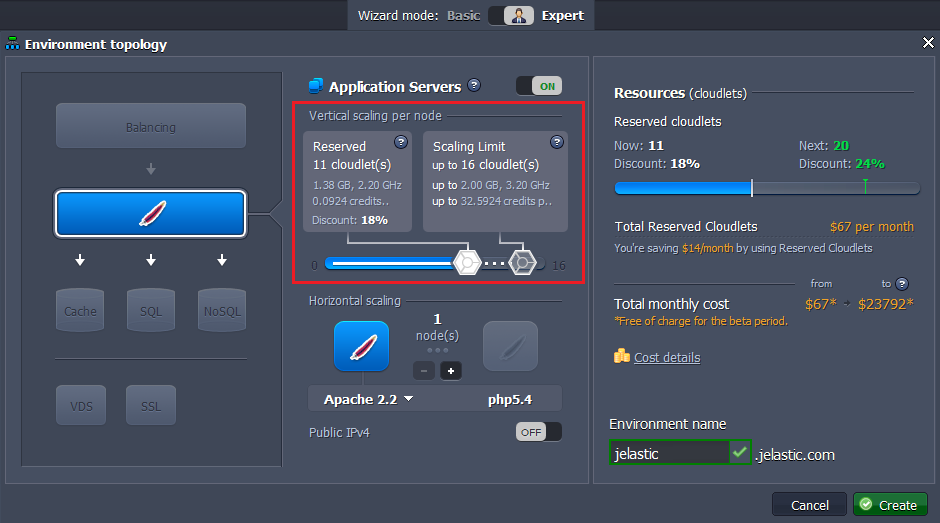 Wizard mode: Basic Expert
Environment topology
Balancing
Cache
SQL
NoSQL
VDS
SSL
Application Servers ?
ON
Vertical scaling per node
Reserved ?
11 cloudlet(s)
1.38 GB, 2.20 GHz
0.0924 credits..
Discount: 18%
Scaling Limit ?
up to 16 cloudlet(s)
up to 2.00 GB, 3.20 GHz
up to 32.5924 credits p..
0
16
Horizontal scaling
1
node(s)
- +
Apache 2.2
php5.4
Public IPv4
OFF
Resources (cloudlets)
Reserved cloudlets
Now: 11 Next: 20
Discount: 18% Discount: 24%
Total Reserved Cloudlets $67 per month
You're saving $14/month by using Reserved Cloudlets
from to ?
Total monthly cost $67* - $23792*
*Free of charge for the beta period.
Cost details
Environment name
jelastic .jelastic.com
Cancel
Create